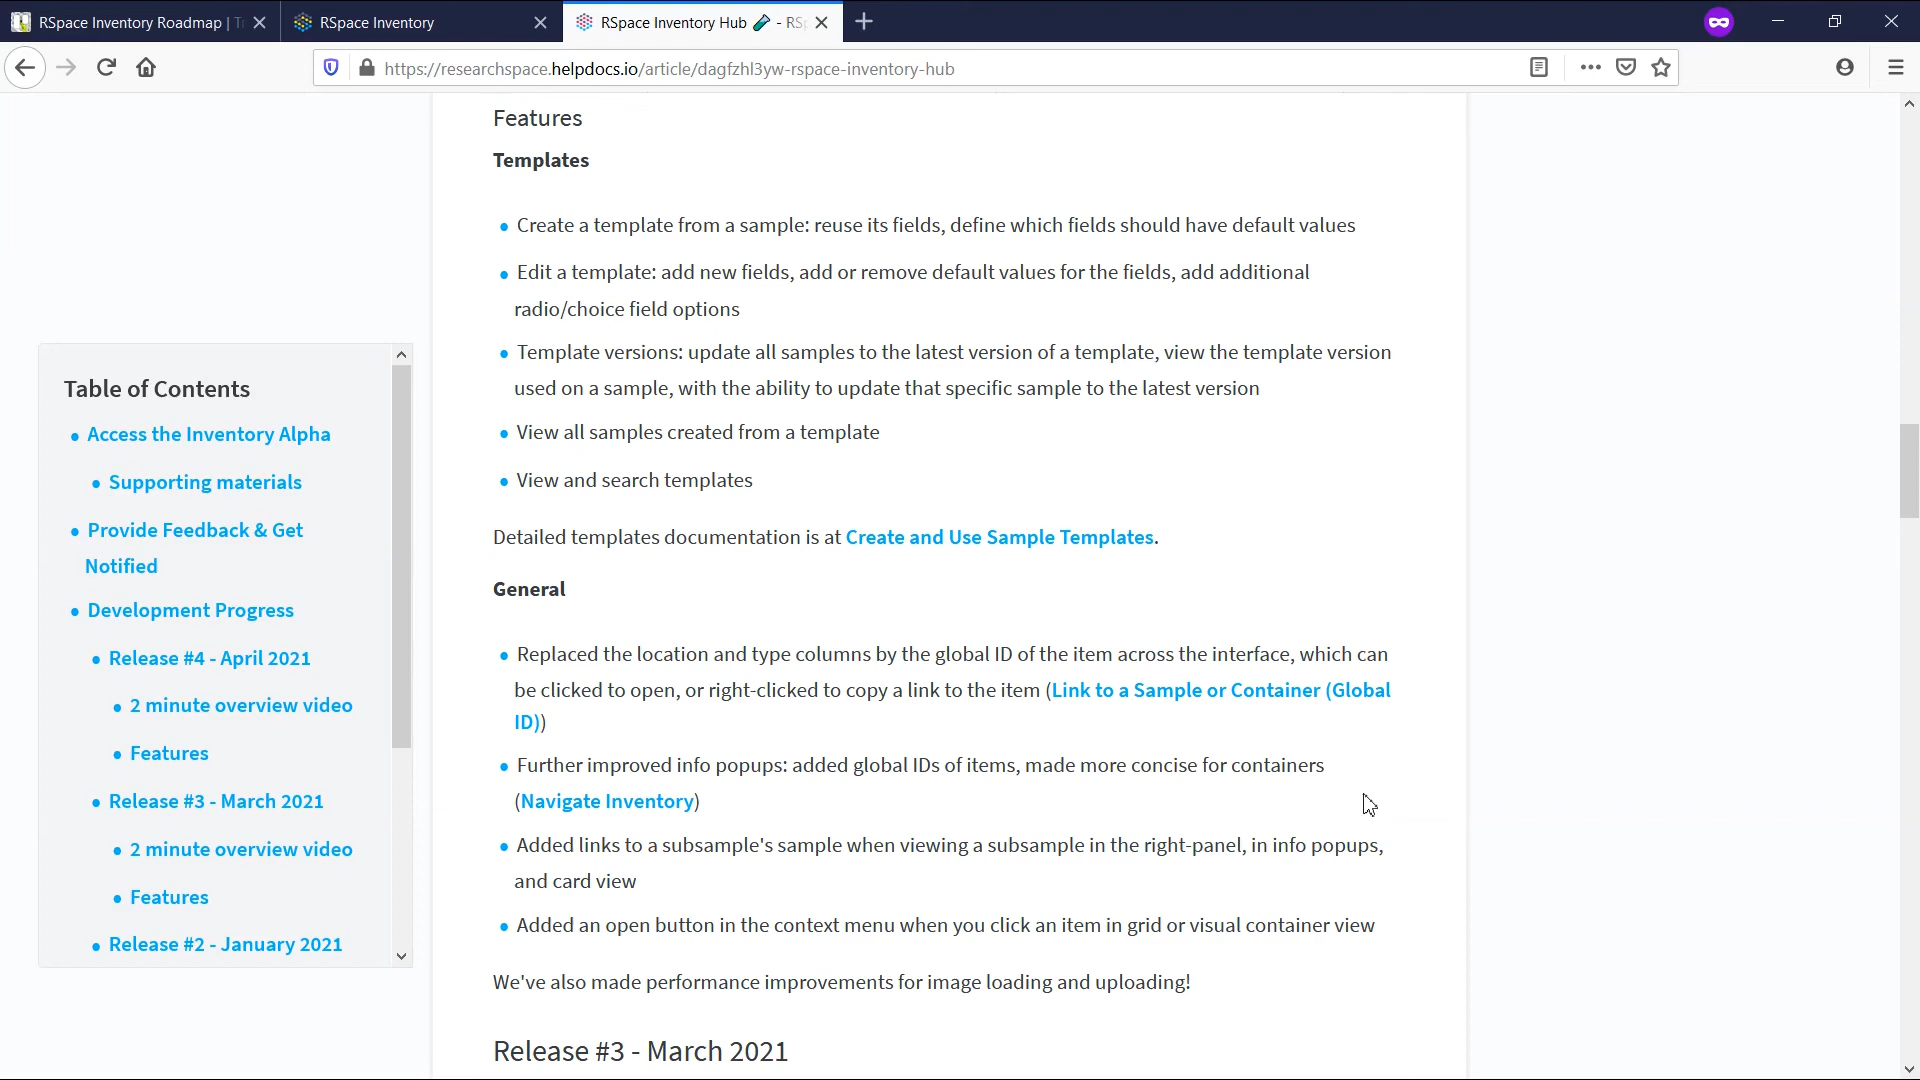 RSpace Inventory Roadmap | T
RSpace Inventory
RSpace Inventory Hub - RS
https://researchspace.helpdocs.io/article/dagfzhl3yw-rspace-inventory-hub
Features
Templates
Create a template from a sample: reuse its fields, define which fields should have default values
Edit a template: add new fields, add or remove default values for the fields, add additional
radio/choice field options
Template versions: update all samples to the latest version of a template, view the template version
used on a sample, with the ability to update that specific sample to the latest version
View all samples created from a template
View and search templates
Detailed templates documentation is at Create and Use Sample Templates.
General
Replaced the location and type columns by the global ID of the item across the interface, which can
be clicked to open, or right-clicked to copy a link to the item (Link to a Sample or Container (Global
ID))
Further improved info popups: added global IDs of items, made more concise for containers
(Navigate Inventory)
Added links to a subsample's sample when viewing a subsample in the right-panel, in info popups,
and card view
Added an open button in the context menu when you click an item in grid or visual container view
We've also made performance improvements for image loading and uploading!
Release #3 - March 2021
Table of Contents
Access the Inventory Alpha
Supporting materials
Provide Feedback & Get
Notified
Development Progress
Release #4 - April 2021
2 minute overview video
Features
Release #3 - March 2021
2 minute overview video
Features
Release #2 - January 2021